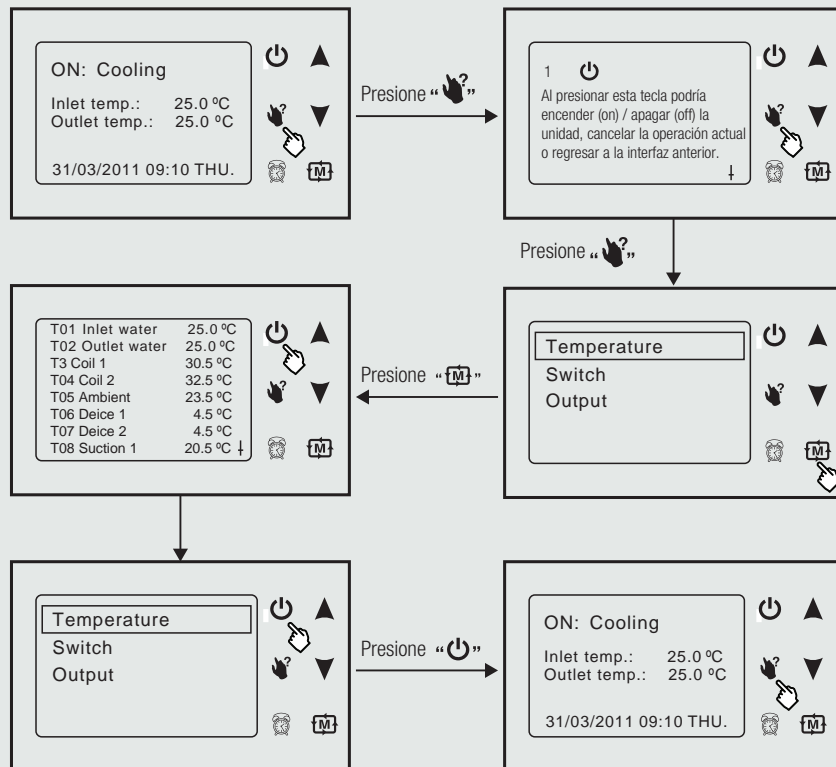 ON: Cooling
Inlet temp.: 25.0 ºC
Outlet temp.: 25.0 ºC
31/03/2011 09:10 THU.
?
M
Presione “?”
1
Al presionar esta tecla podría
encender (on) / apagar (off) la
unidad, cancelar la operación actual
o regresar a la interfaz anterior.
?
M
Presione “?”
Temperature
Switch
Output
?
M
Presione “M”
T01 Inlet water 25.0 ºC
T02 Outlet water 25.0 ºC
T3 Coil 1 30.5 ºC
T04 Coil 2 32.5 ºC
T05 Ambient 23.5 ºC
T06 Deice 1 4.5 ºC
T07 Deice 2 4.5 ºC
T08 Suction 1 20.5 ºC
?
M
Temperature
Switch
Output
?
M
Presione “ ”
ON: Cooling
Inlet temp.: 25.0 ºC
Outlet temp.: 25.0 ºC
31/03/2011 09:10 THU.
?
M